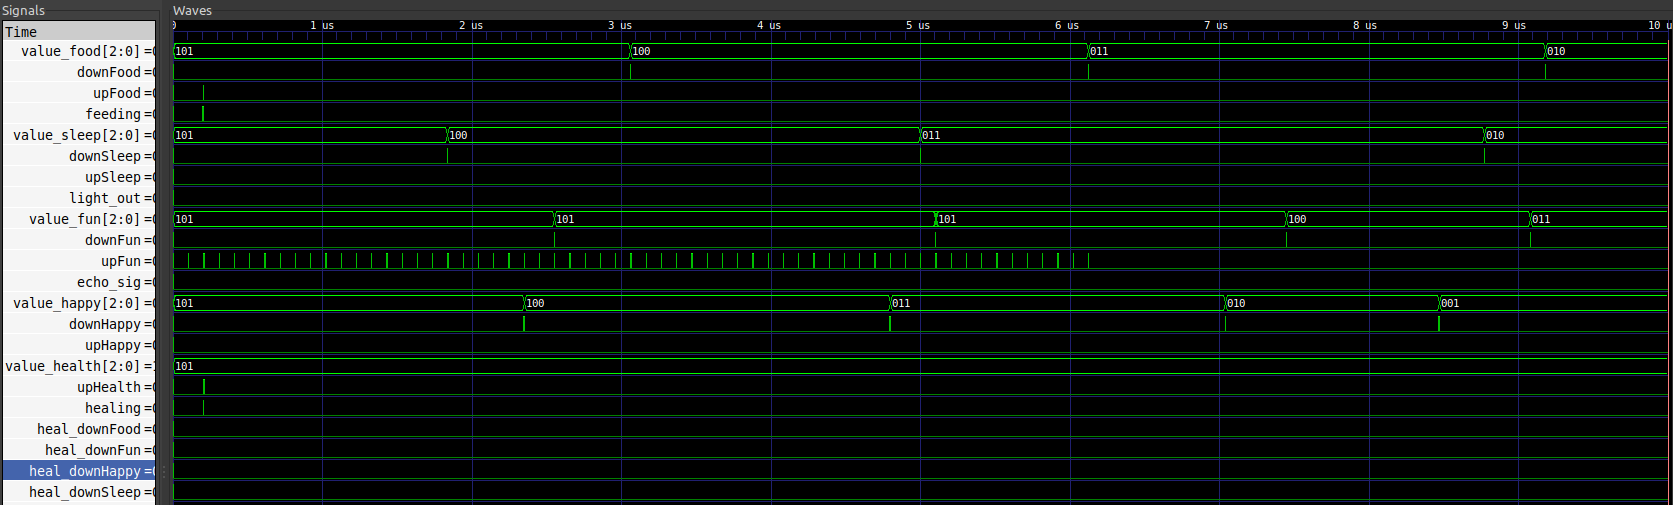 Signals Waves
Time 0 1 us 2 us 3 us 4 us 5 us 6 us 7 us 8 us 9 us 10 u
value_food[2:0] = 101 100 011 010
downFood =
upFood =
feeding =
value_sleep[2:0] = 101 100 011 010
downSleep =
upSleep =
light_out =
value_fun[2:0] = 101 101 101 100 011
downFun =
upFun =
echo_sig =
value_happy[2:0] = 101 100 011 010 001
downHappy =
upHappy =
value_health[2:0] = 101
upHealth =
healing =
heal_downFood =
heal_downFun =
heal_downHappy =
heal_downSleep =